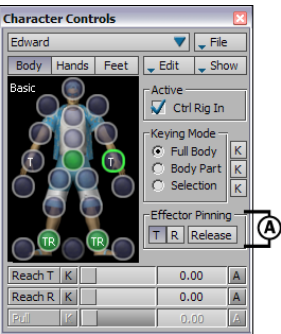 Character Controls
Edward File
Body Hands Feet Edit Show
Basic
Active
Ctrl Rig In
Keying Mode
Full Body K
Body Part K
Selection K
T T
Effector Pinning
T R Release
A
TR TR
Reach T K 0.00 A
Reach R K 0.00 A
Pull K 0.00 A